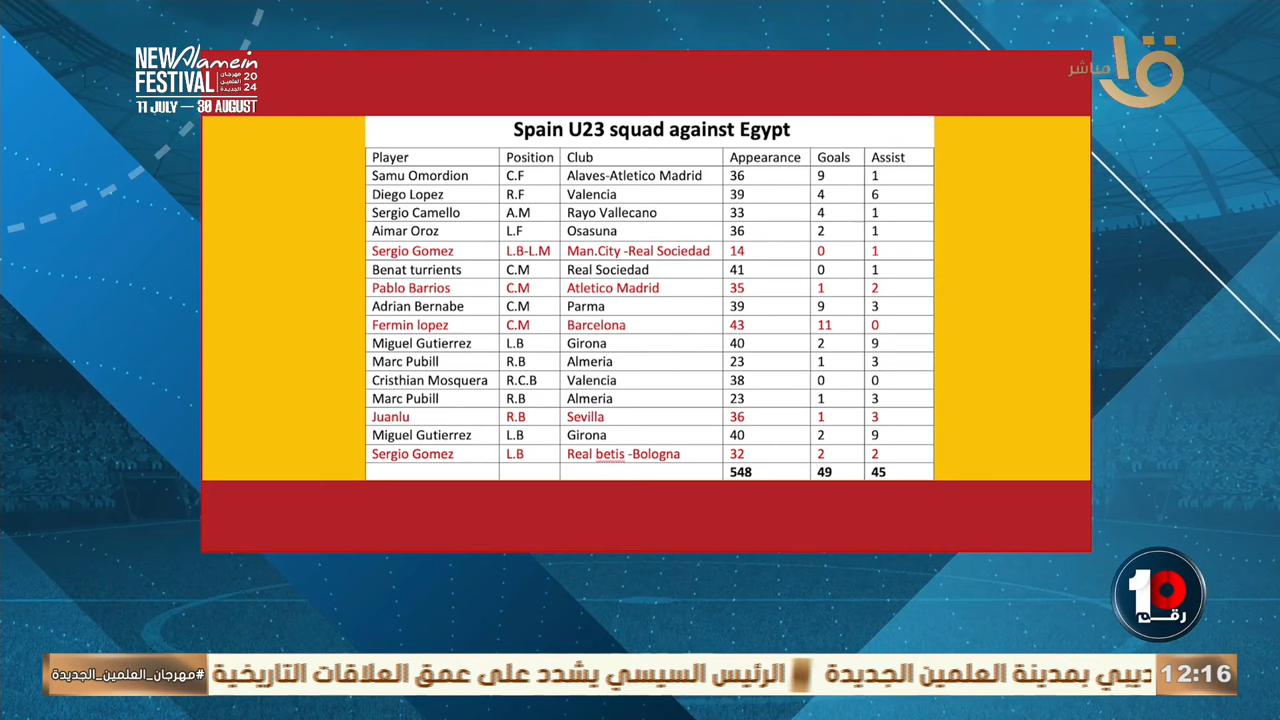 NEW Alamein
FESTIVAL
مهرجان
العلمين
الجديدة
20
24
11 JULY — 30 AUGUST
مباشر
Spain U23 squad against Egypt
Player Position Club Appearance Goals Assist
Samu Omordion C.F Alaves-Atletico Madrid 36 9 1
Diego Lopez R.F Valencia 39 4 6
Sergio Camello A.M Rayo Vallecano 33 4 1
Aimar Oroz L.F Osasuna 36 2 1
Sergio Gomez L.B-L.M Man.City -Real Sociedad 14 0 1
Benat turrients C.M Real Sociedad 41 0 1
Pablo Barrios C.M Atletico Madrid 35 1 2
Adrian Bernabe C.M Parma 39 9 3
Fermin lopez C.M Barcelona 43 11 0
Miguel Gutierrez L.B Girona 40 2 9
Marc Pubill R.B Almeria 23 1 3
Cristhian Mosquera R.C.B Valencia 38 0 0
Marc Pubill R.B Almeria 23 1 3
Juanlu R.B Sevilla 36 1 3
Miguel Gutierrez L.B Girona 40 2 9
Sergio Gomez L.B Real betis -Bologna 32 2 2
548 49 45
10
12:16 ديبي بمدينة العلمين الجديدة الرئيس السيسي يشدد على عمق العلاقات التاريخية #مهرجان_العلمين_الجديدة